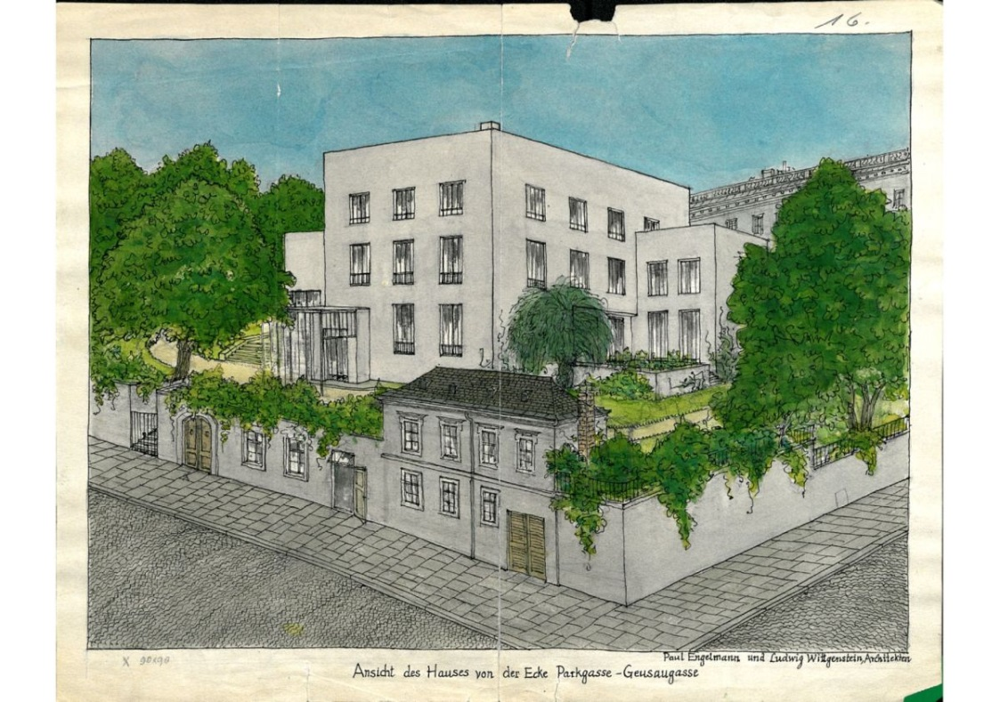 16.
Paul Engelmann und Ludwig Wittgenstein, Architekten
Ansicht des Hauses von der Ecke Parkgasse - Geusaugasse